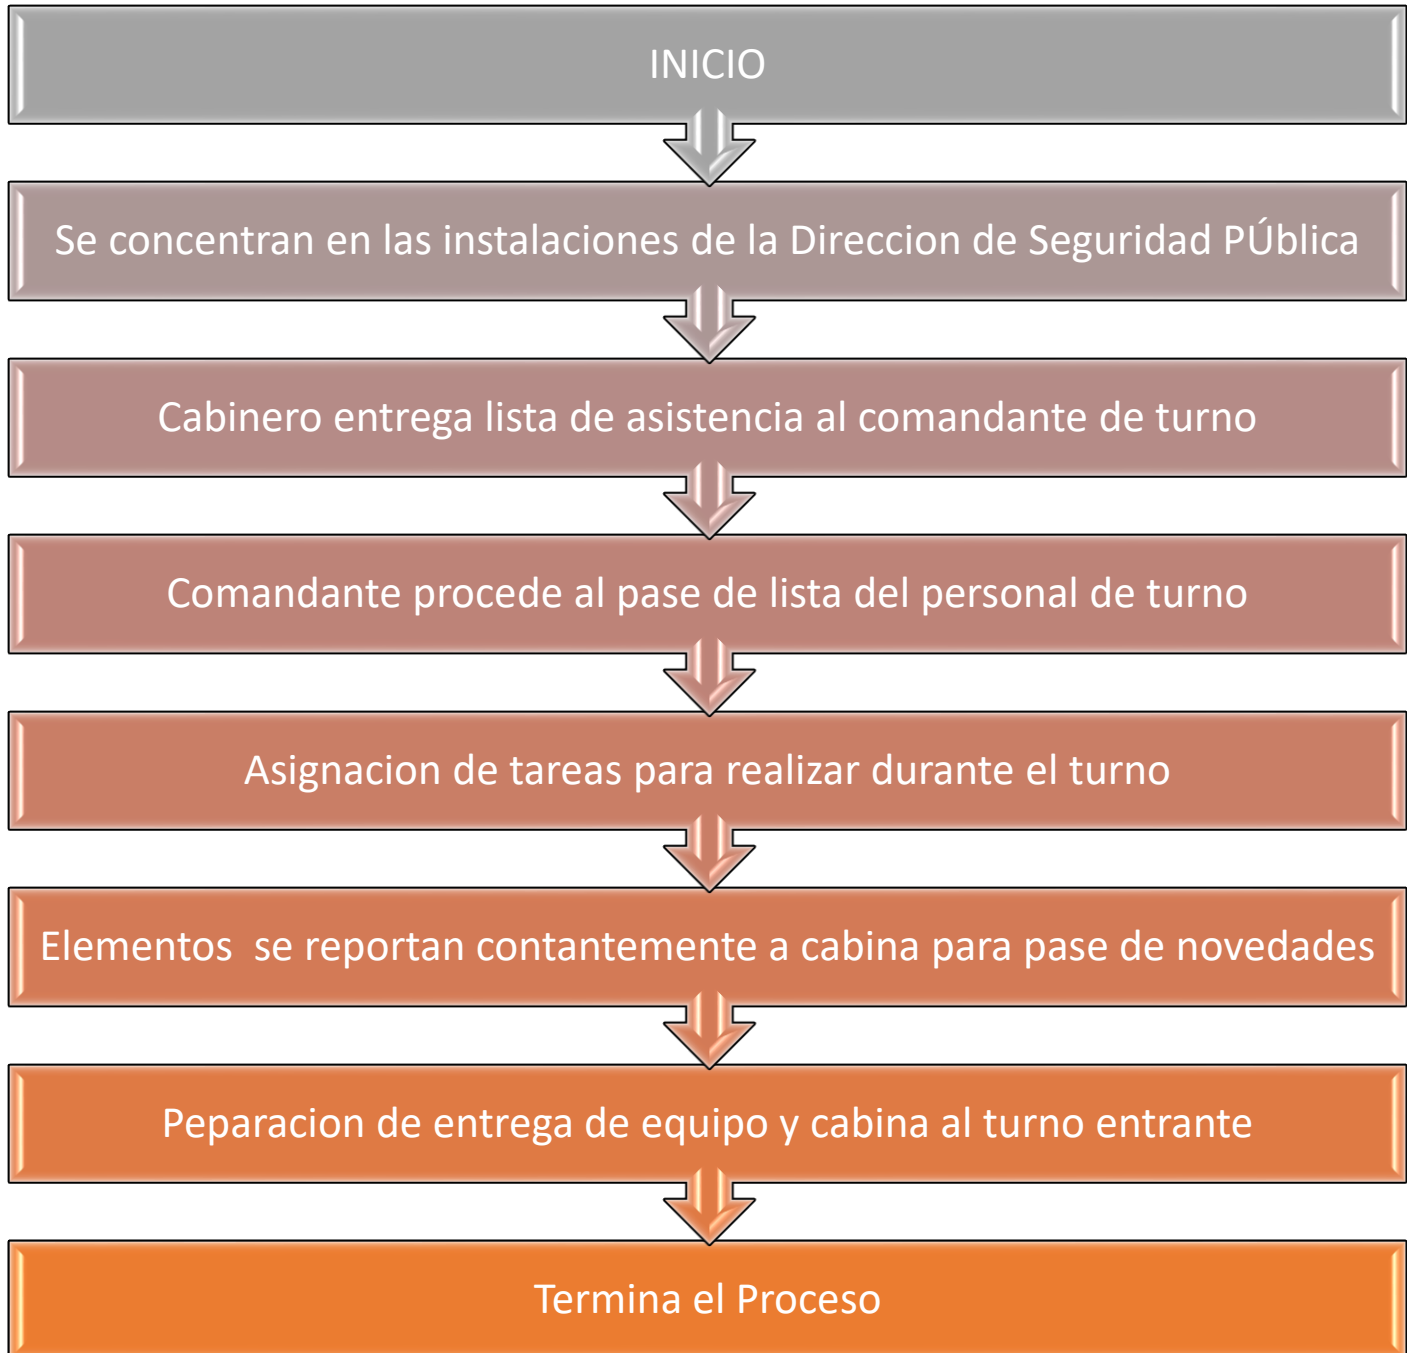 INICIO
Se concentran en las instalaciones de la Direccion de Seguridad PÚblica
Cabinero entrega lista de asistencia al comandante de turno
Comandante procede al pase de lista del personal de turno
Asignacion de tareas para realizar durante el turno
Elementos  se reportan contantemente a cabina para pase de novedades
Peparacion de entrega de equipo y cabina al turno entrante
Termina el Proceso